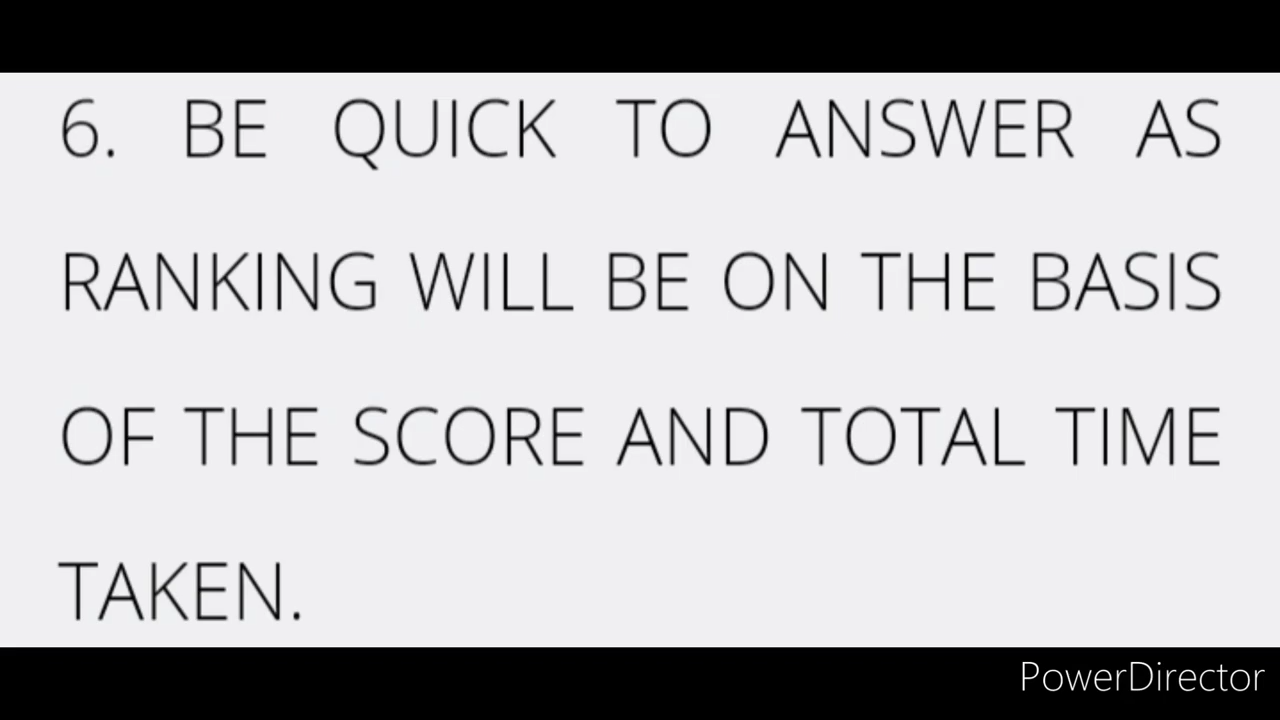 6. BE QUICK TO ANSWER AS
RANKING WILL BE ON THE BASIS
OF THE SCORE AND TOTAL TIME
TAKEN.
PowerDirector